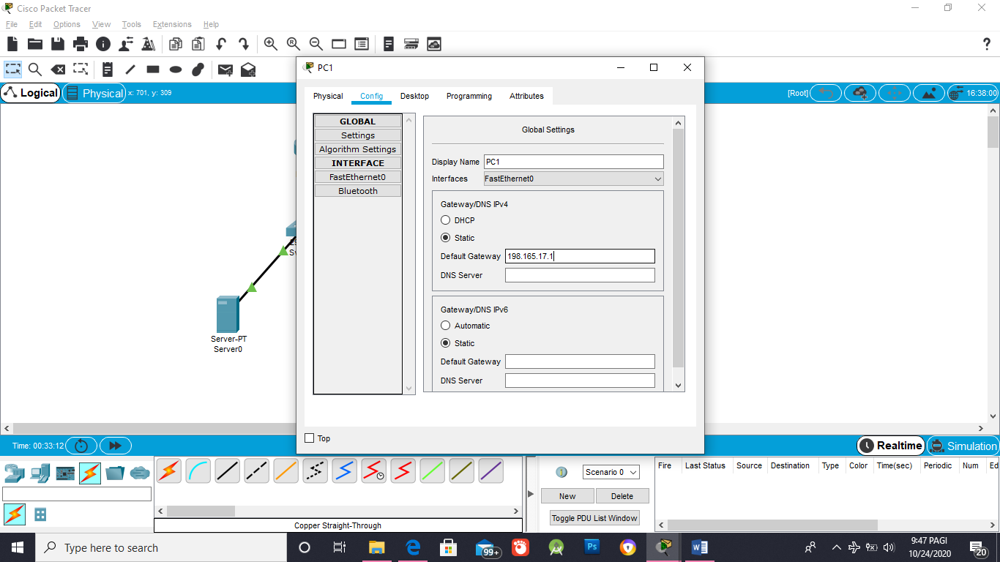 Cisco Packet Tracer
File Edit Options View Tools Extensions Help
Logical
Physical
x: 701, y: 309
[Root]
16:38:00
PC1
Physical Config Desktop Programming Attributes
GLOBAL
Settings
Algorithm Settings
INTERFACE
FastEthernet0
Bluetooth
Global Settings
Display Name PC1
Interfaces FastEthernet0
Gateway/DNS IPv4
DHCP
Static
Default Gateway 198.165.17.1
DNS Server
Gateway/DNS IPv6
Automatic
Static
Default Gateway
DNS Server
Top
Server-PT
Server0
Time: 00:33:12
Realtime
Simulation
Scenario 0
New
Delete
Toggle PDU List Window
Fire Last Status Source Destination Type Color Time(sec) Periodic Num Ed
Copper Straight-Through
Type here to search
99+
Ps
9:47 PAGI
10/24/2020
20